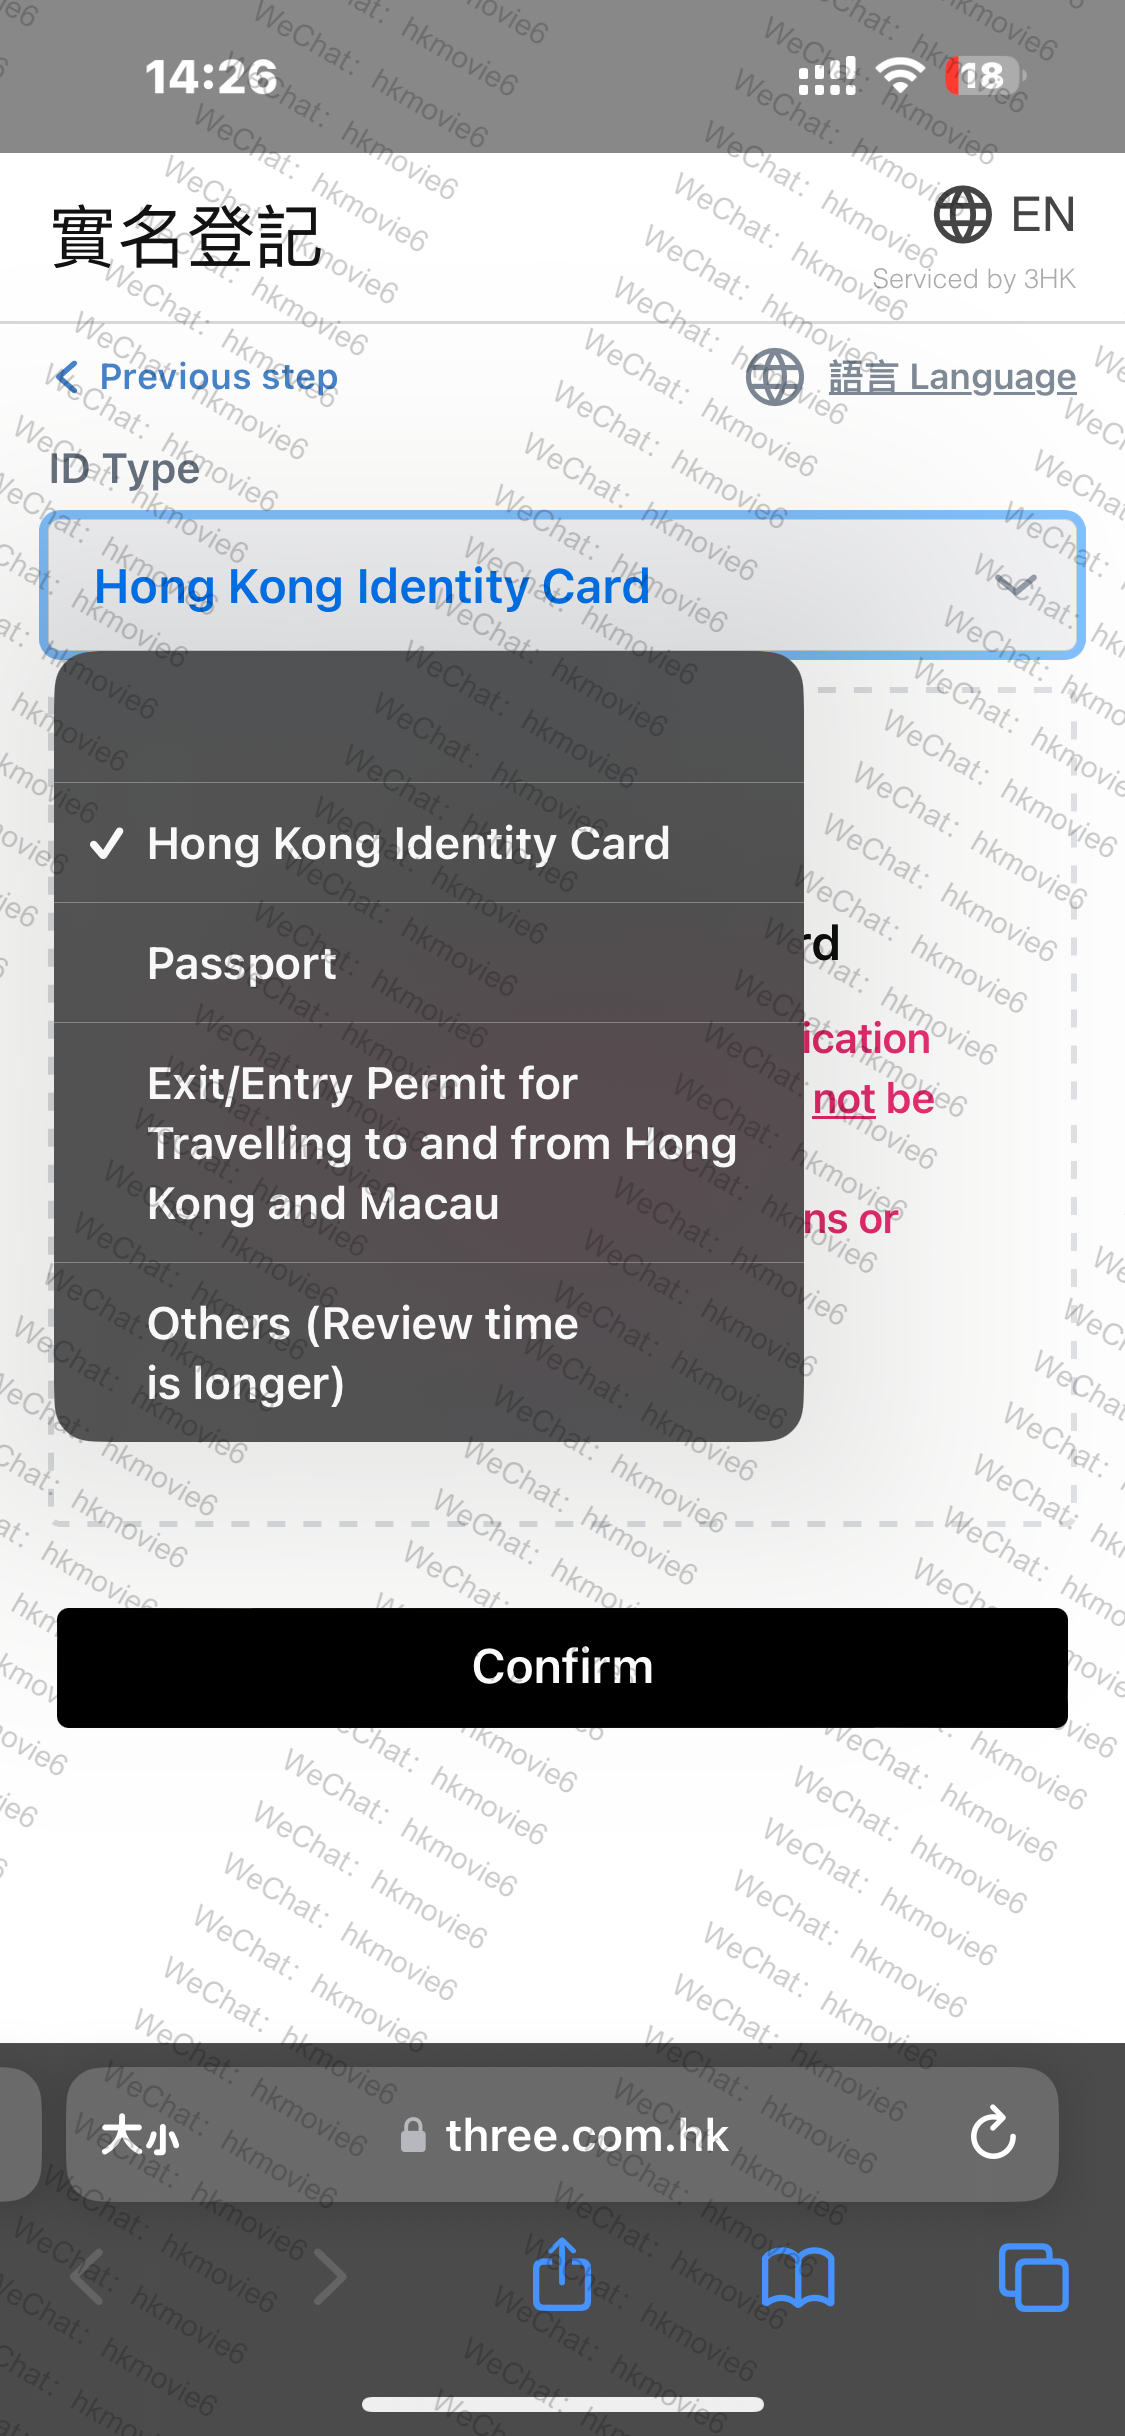 14:26
18
實名登記
EN
Serviced by 3HK
Previous step
語言 Language
ID Type
Hong Kong Identity Card
Hong Kong Identity Card
Passport
rd
ication
Exit/Entry Permit for
not be
Travelling to and from Hong
Kong and Macau
ns or
Others (Review time
is longer)
Confirm
大小
three.com.hk
WeChat: hkmovie6